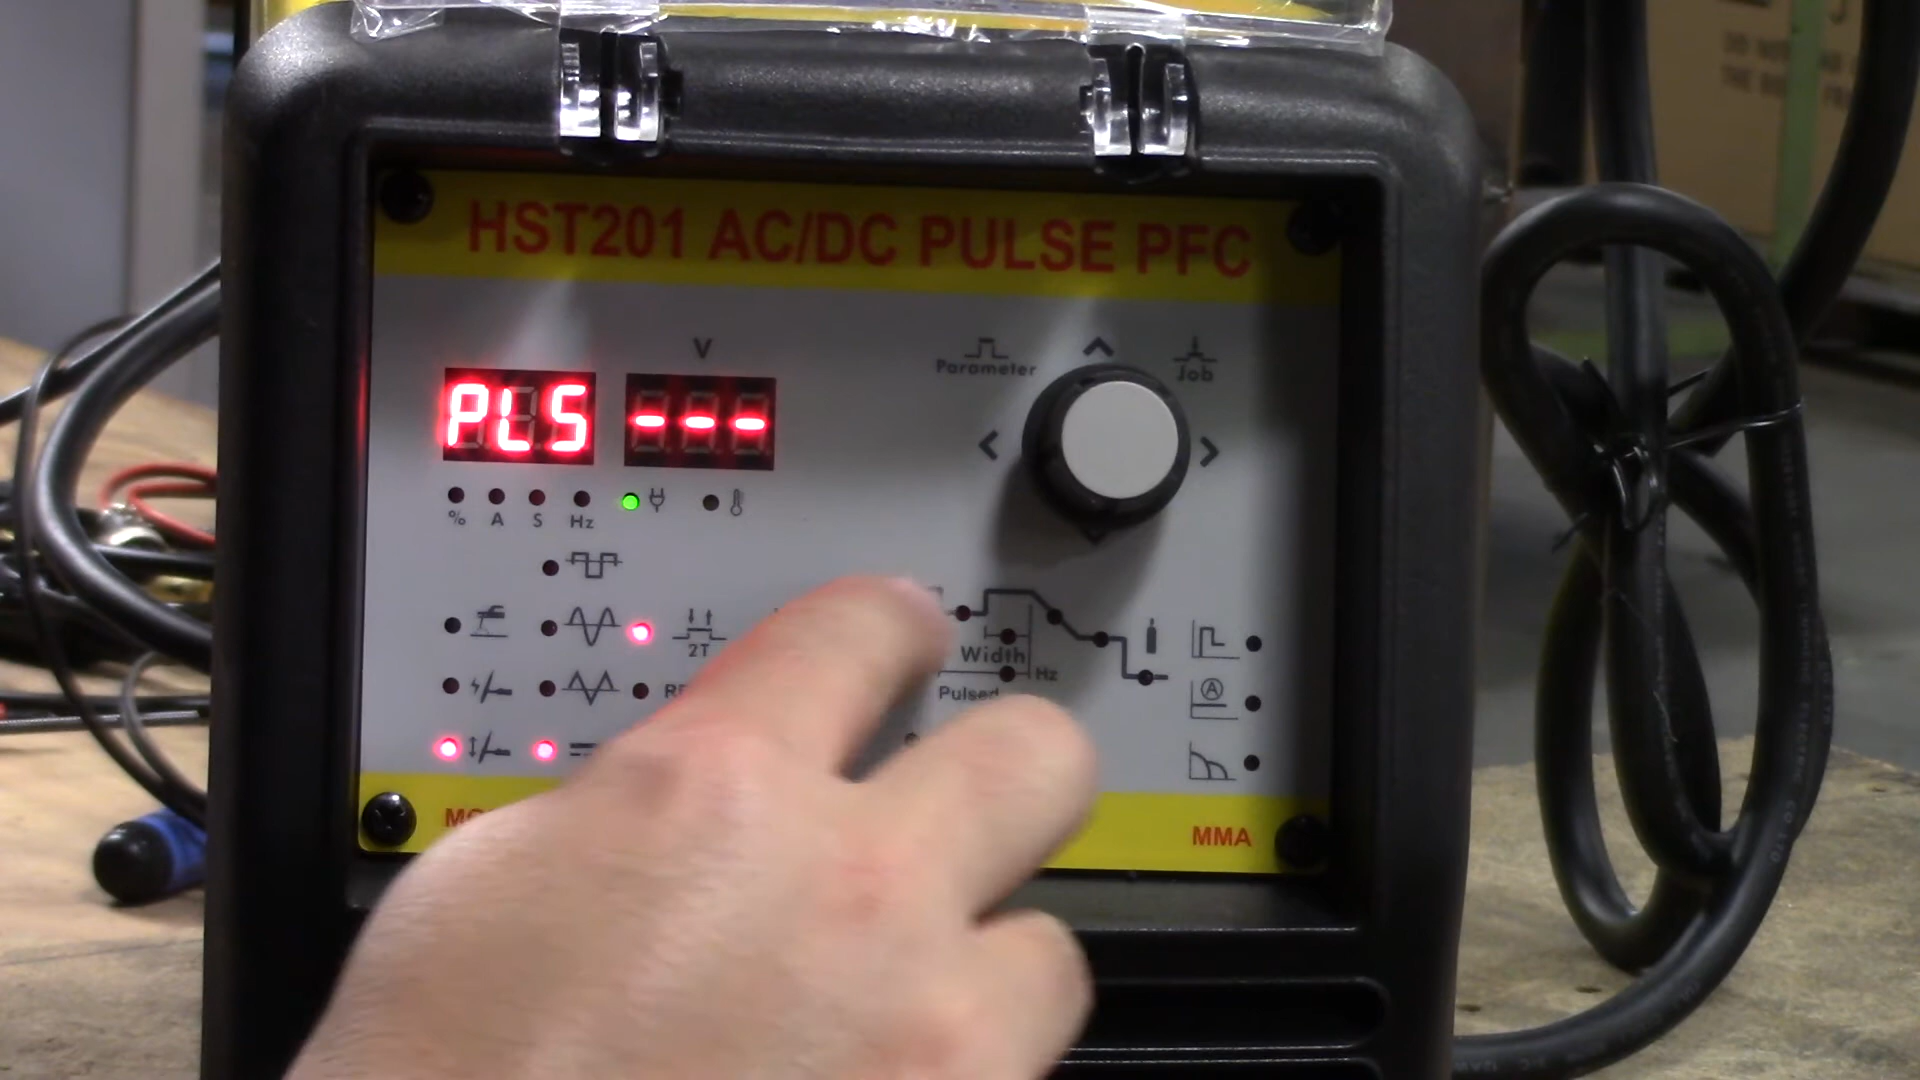 HST201 AC/DC PULSE PFC
V
Parameter
Job
PLS ---
% A S Hz
2T
Width
Hz
Pulsed
A
MMA